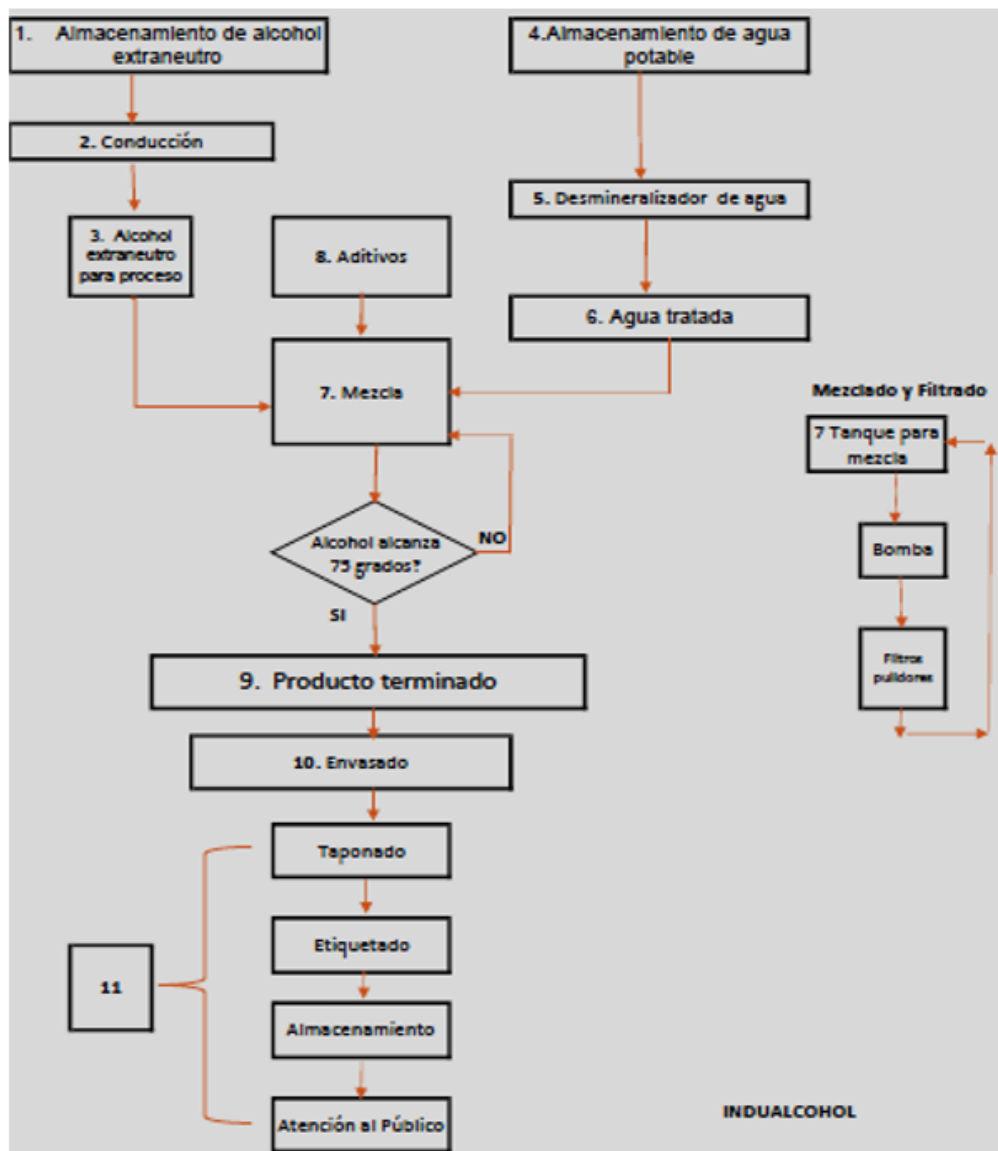 1. Almacenamiento de alcohol
extraneutro
4.Almacenamiento de agua
potable
2. Conducción
5. Desmineralizador de agua
3. Alcohol
extraneutro
para proceso
8. Aditivos
6. Agua tratada
7. Mezcla
Mezclado y Filtrado
7 Tanque para
mezcla
Bomba
Filtros
pulidores
Alcohol alcanza
75 grados?
NO
SI
9. Producto terminado
10. Envasado
Taponado
Etiquetado
11
Almacenamiento
Atención al Público
INDUALCOHOL